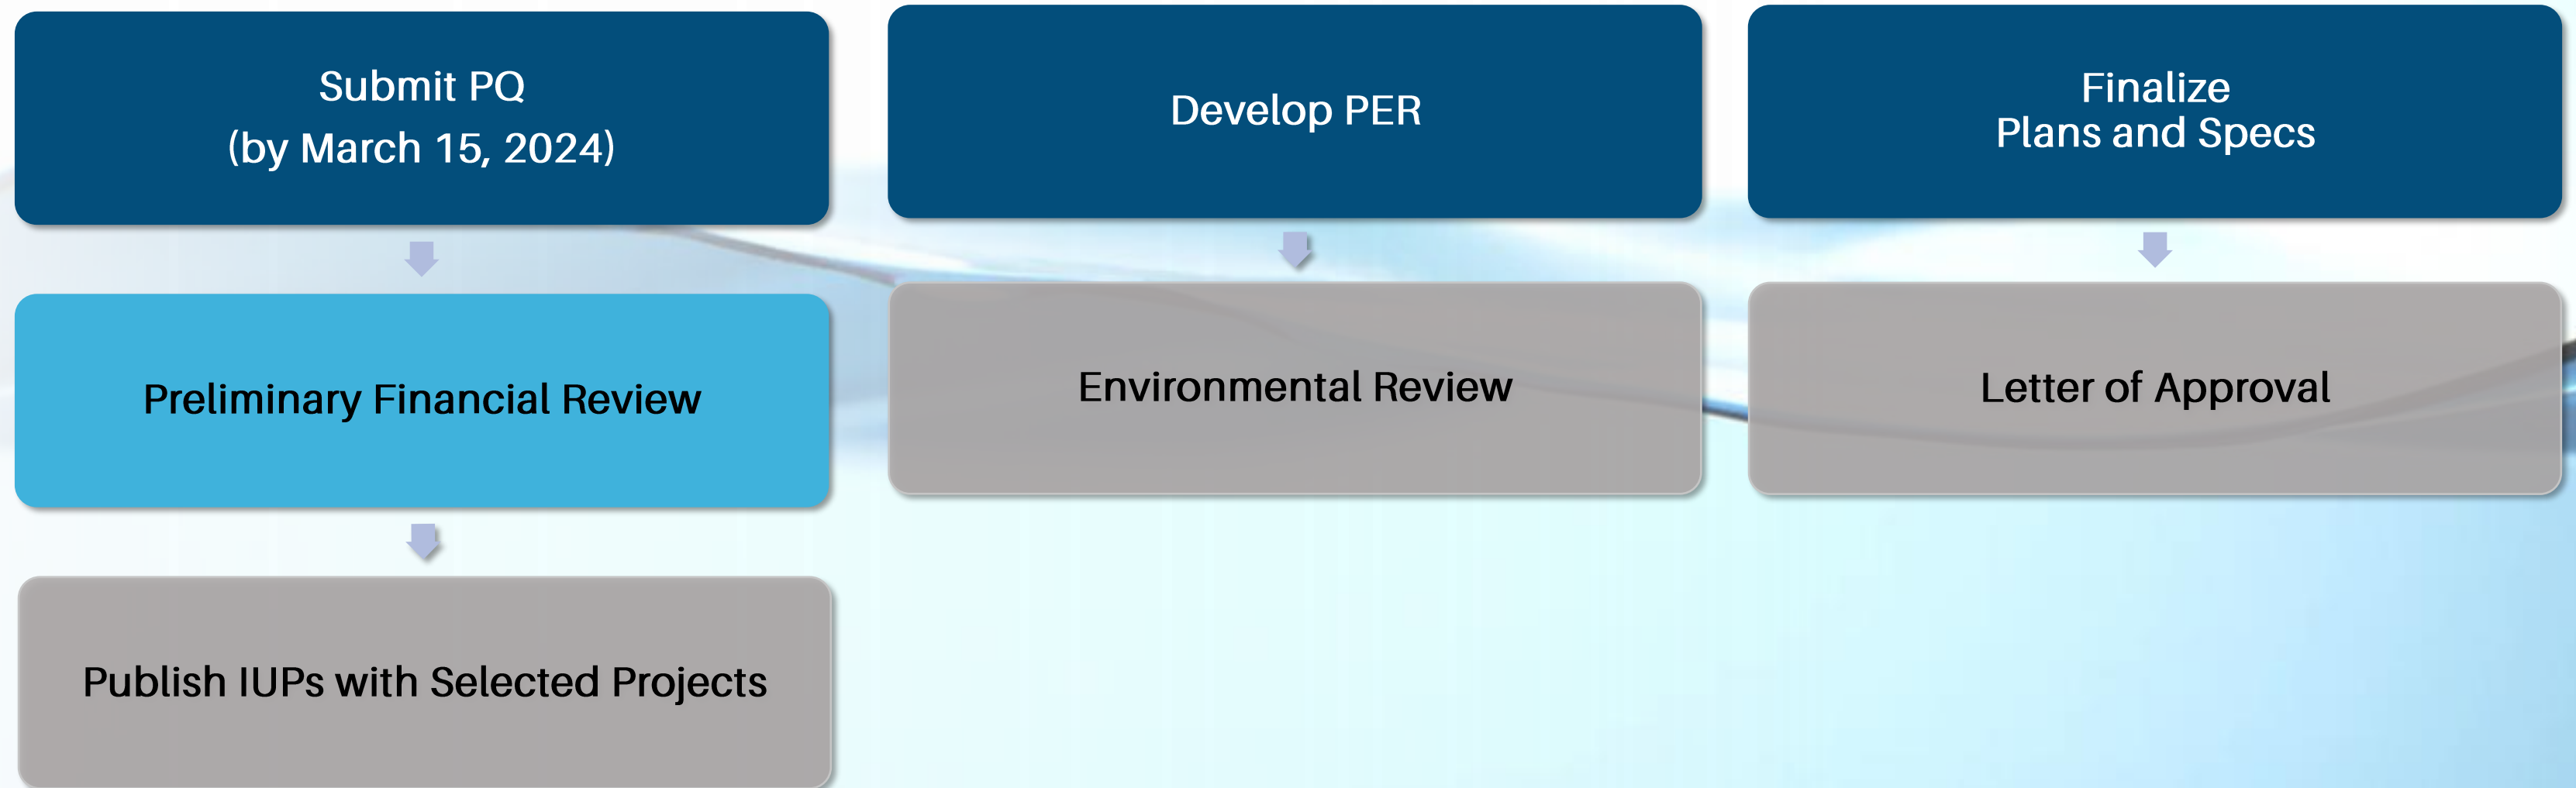 Submit PQ
(by March 15, 2024)
Preliminary Financial Review
Publish IUPs with Selected Projects
Develop PER
Environmental Review
Finalize
Plans and Specs
Letter of Approval